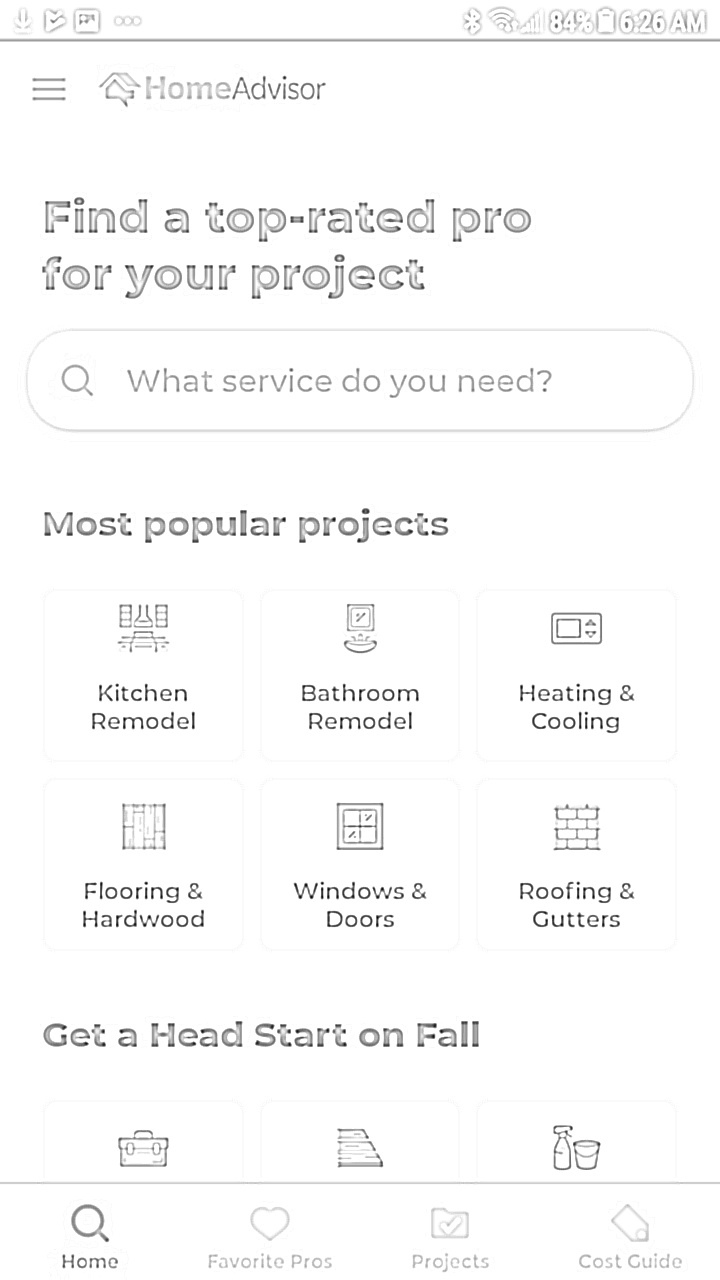 84% 6:26 AM
HomeAdvisor
Find a top-rated pro
for your project
What service do you need?
Most popular projects
Kitchen
Remodel
Bathroom
Remodel
Heating &
Cooling
Flooring &
Hardwood
Windows &
Doors
Roofing &
Gutters
Get a Head Start on Fall
Home
Favorite Pros
Projects
Cost Guide